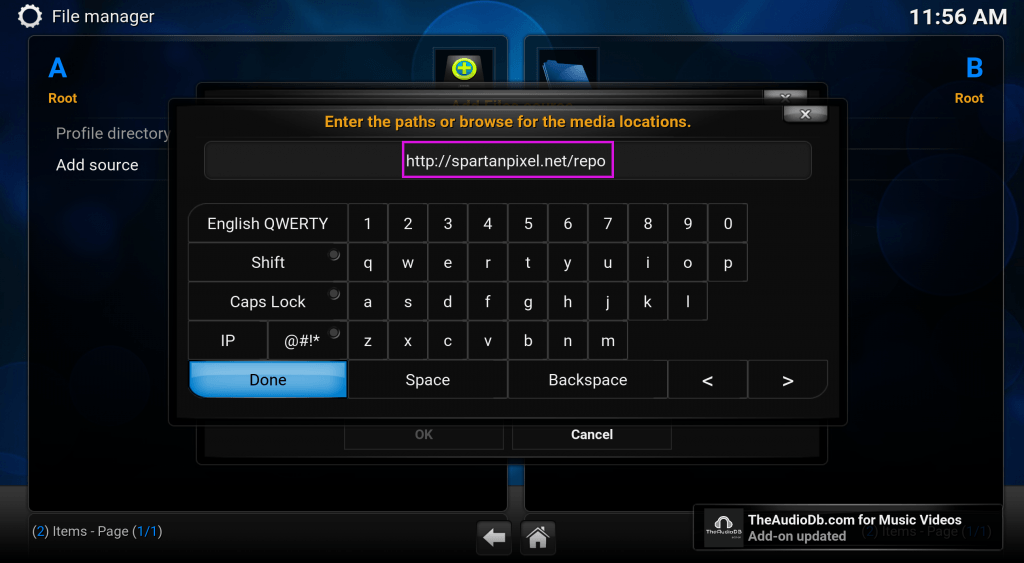 File manager
11:56 AM
A
B
Root
Root
Profile directory
Add source
Enter the paths or browse for the media locations.
http://spartanpixel.net/repo
English QWERTY 1 2 3 4 5 6 7 8 9 0
Shift q w e r t y u i o p
Caps Lock a s d f g h j k l
IP @#!* z x c v b n m
Done Space Backspace < >
OK Cancel
(2) Items - Page (1/1)
TheAudioDb.com for Music Videos
Add-on updated
(2) Items - Page (1/1)
TheAudioDB